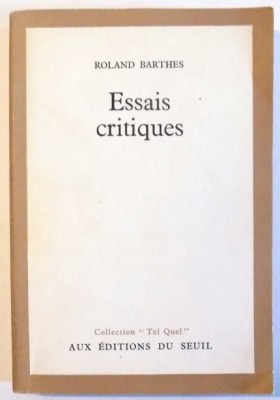 ROLAND BARTHES
Essais
critiques
Collection "Tel Quel"
AUX ÉDITIONS DU SEUIL